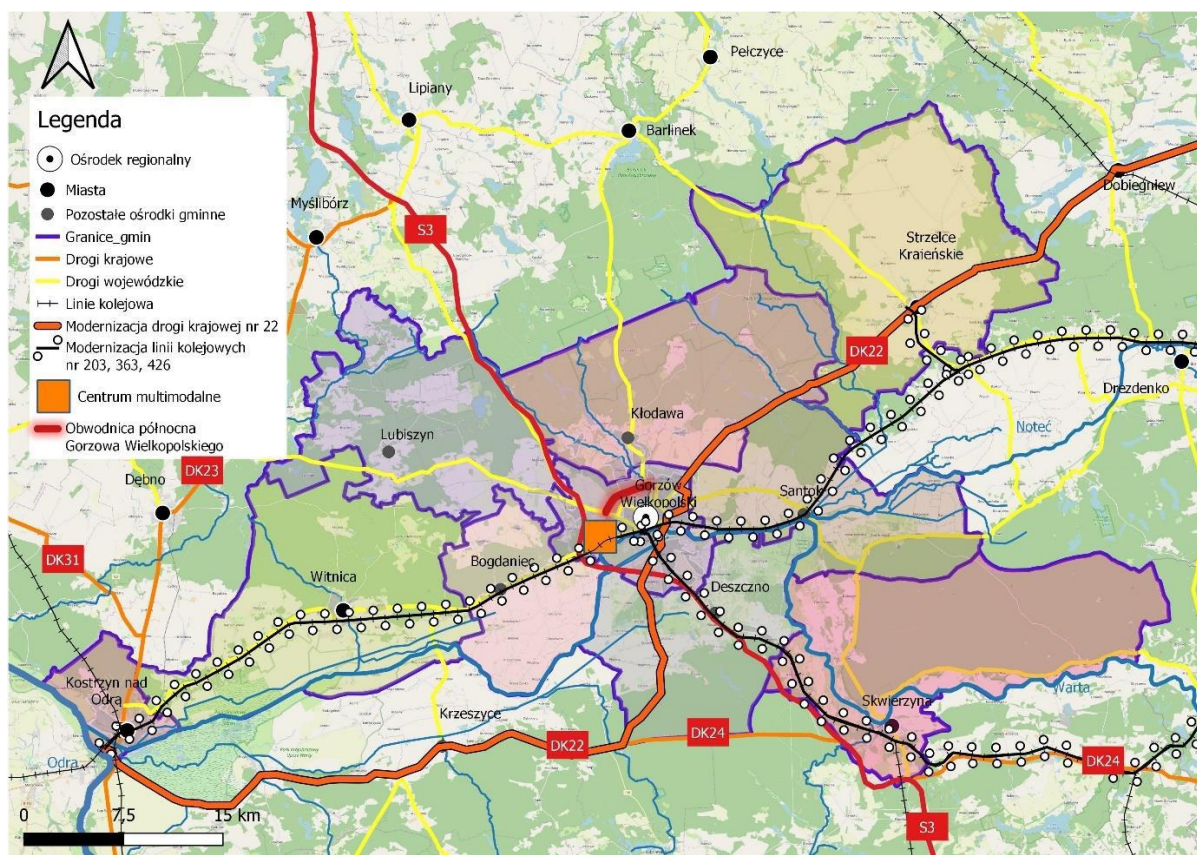 Legenda
Ośrodek regionalny
Miasta
Pozostałe ośrodki gminne
Granice_gmin
Drogi krajowe
Drogi wojewódzkie
Linie kolejowa
Modernizacja drogi krajowej nr 22
Modernizacja linii kolejowych
nr 203, 363, 426
Centrum multimodalne
Obwodnica północna
Gorzowa Wielkopolskiego
Pełczyce
Lipiany
Barlinek
Myślibórz
S3
Dobiegniew
Strzelce
Kraieńskie
DK22
Drezdenko
Kłodawa
Lubiszyn
Noteć
DK23
Dębno
Gorzów
Wielkopolski
Santok
DK31
Bogdaniec
Witnica
Deszczno
Kostrzyn nad
Odrą
Warta
Skwierzyna
Krzeszyce
DK22
DK24
DK24
Odra
S3
0
7,5
15 km